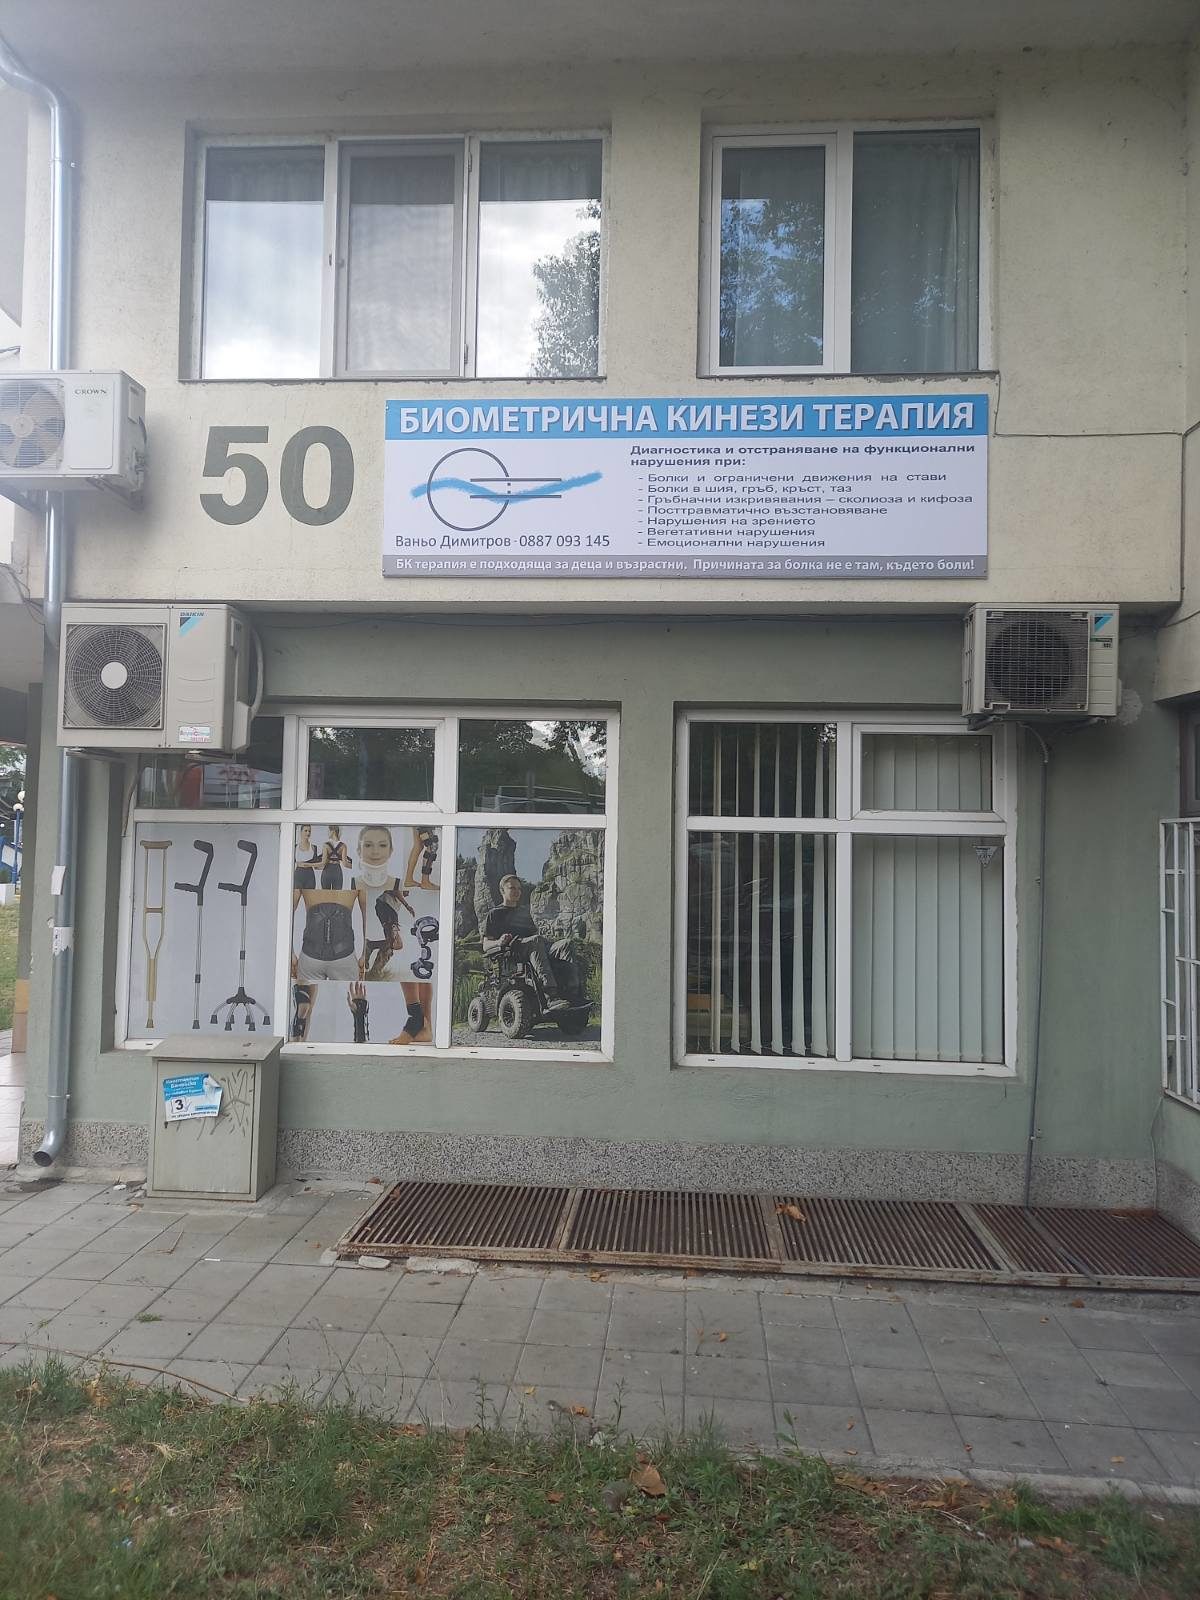 CROWN
50
БИОМЕТРИЧНА КИНЕЗИ ТЕРАПИЯ
Диагностика и отстраняване на функционални
нарушения при:
- Болки и ограничени движения на стави
- Болки в шия, гръб, кръст, таз
- Гръбначни изкривявания – сколиоза и кифоза
- Посттравматично възстановяване
- Нарушения на зрението
- Вегетативни нарушения
- Емоционални нарушения
Ваньо Димитров - 0887 093 145
БК терапия е подходяща за деца и възрастни. Причината за болка не е там, където боли!
DAIKIN
3